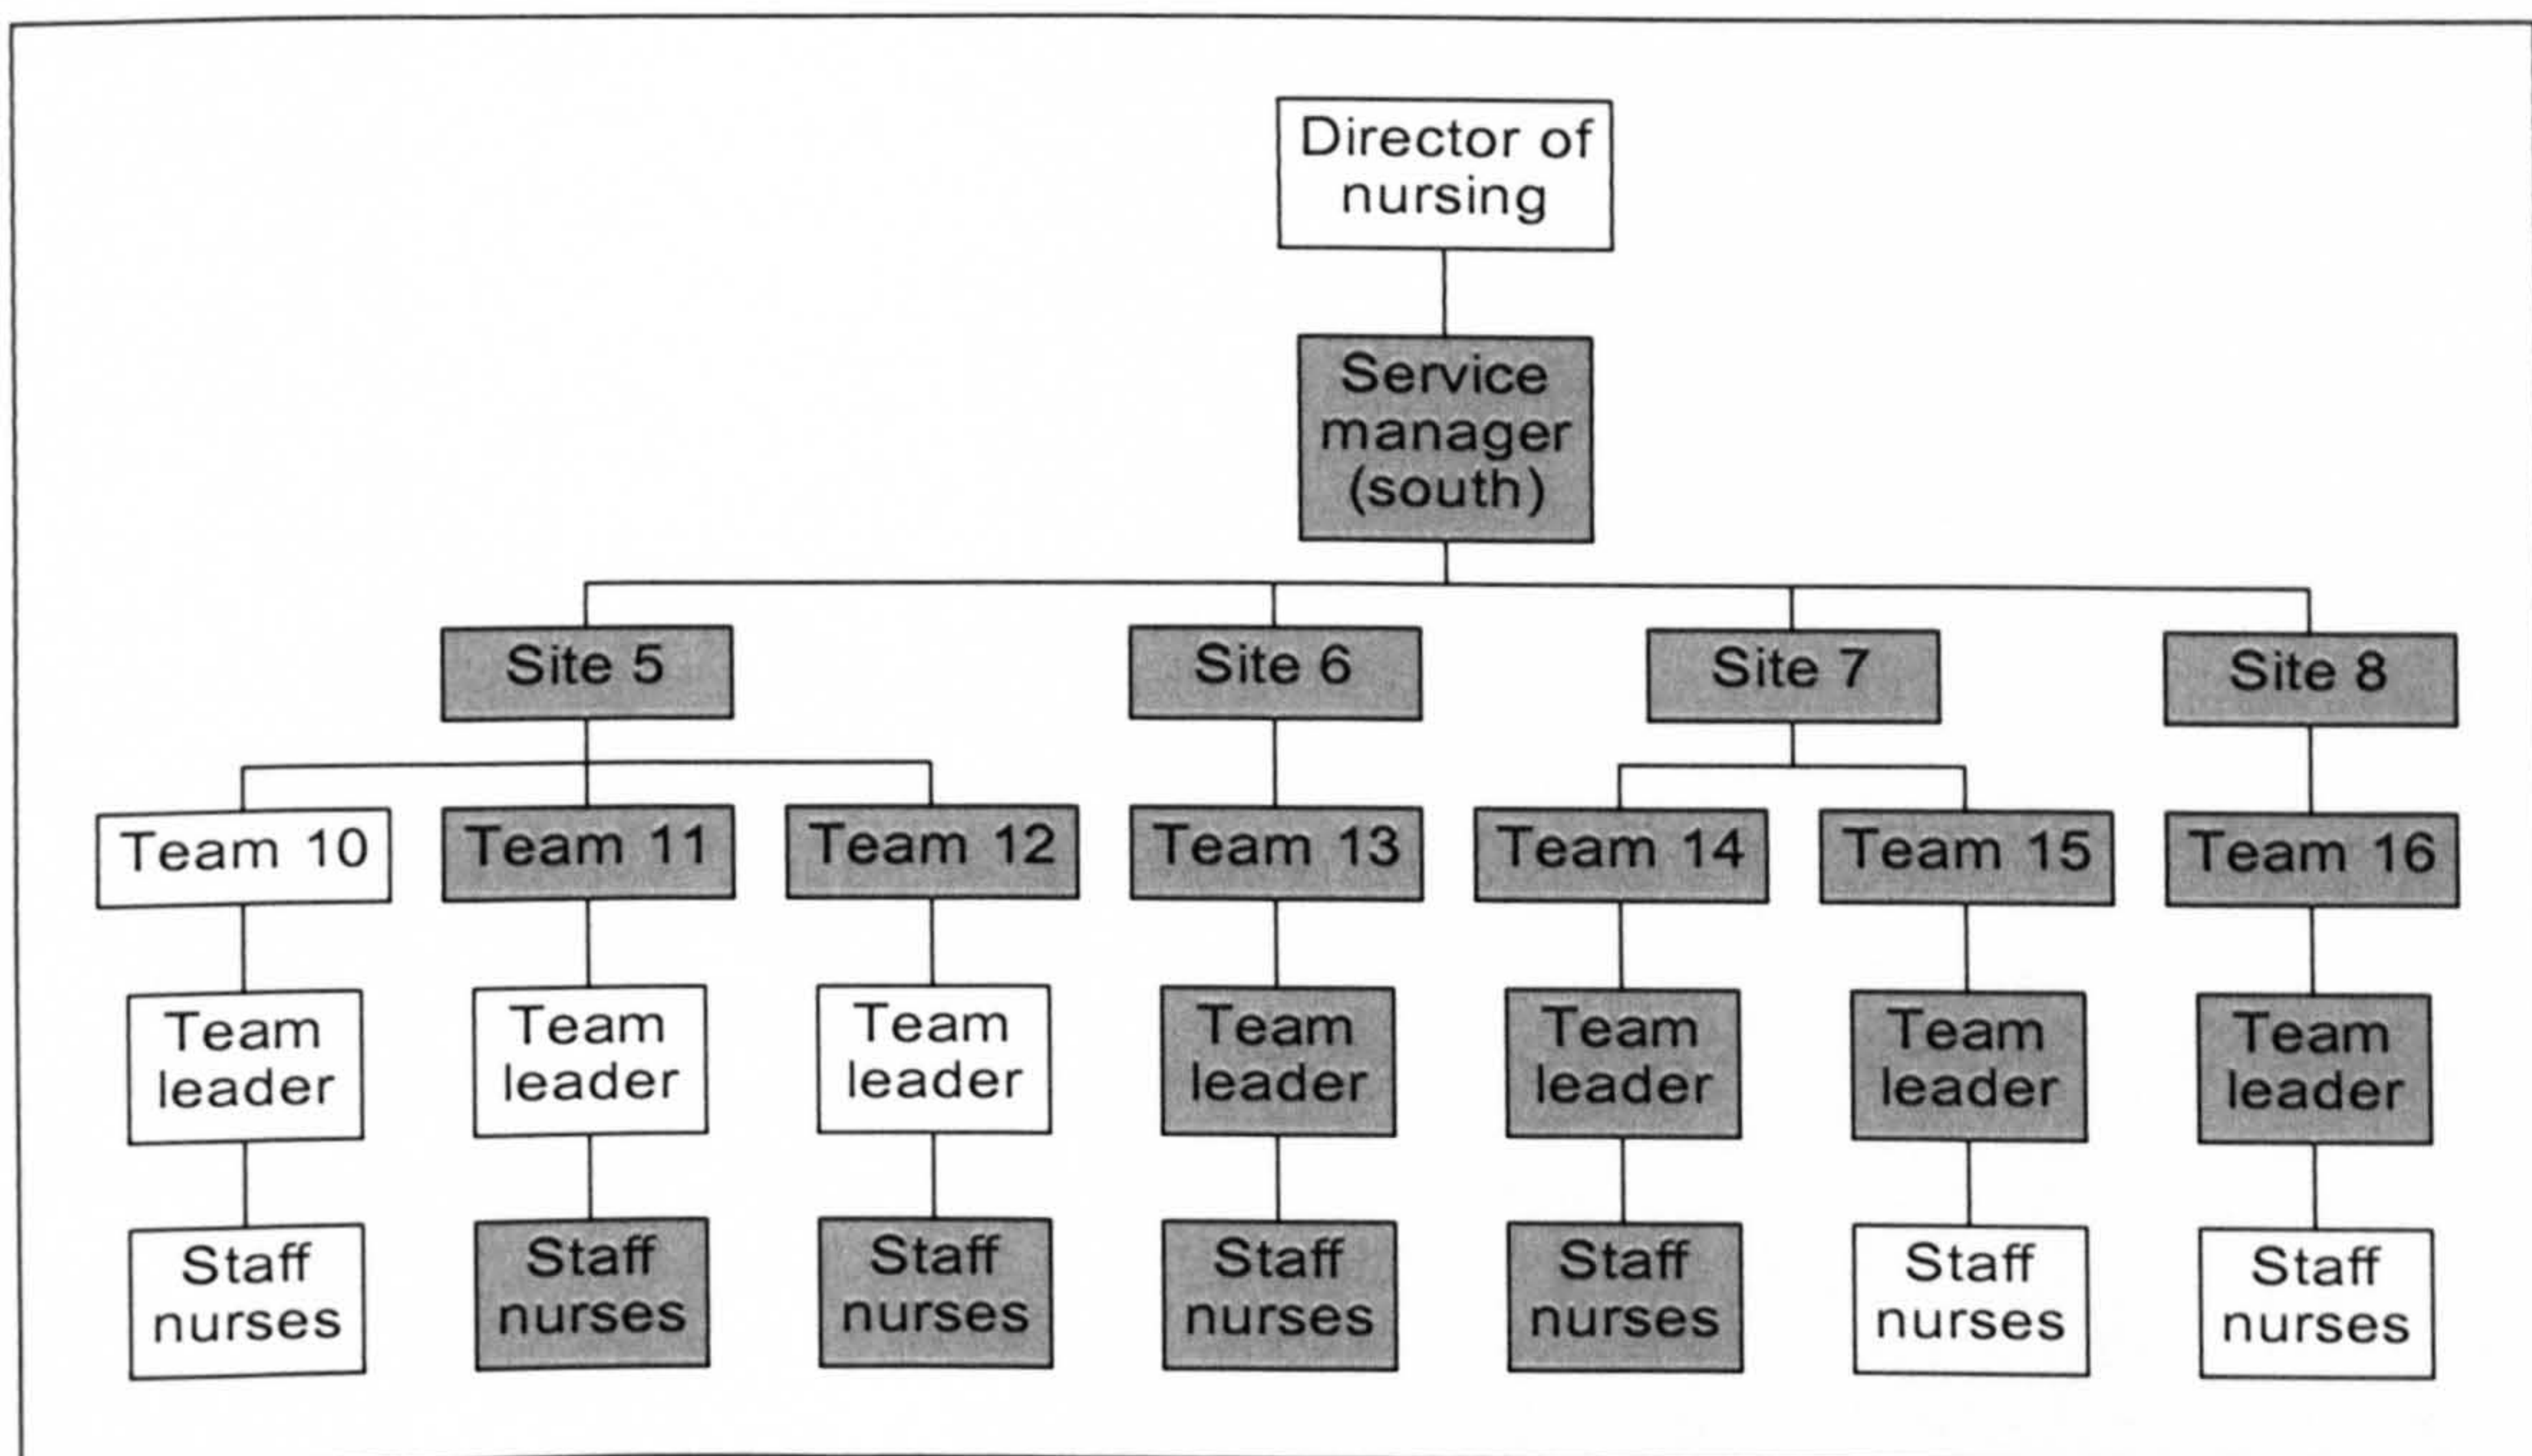 Director of
nursing
Service
manager
(south)
Site 5
Site 6
Site 7
Site 8
Team 10
Team 11
Team 12
Team 13
Team 14
Team 15
Team 16
Team
leader
Team
leader
Team
leader
Team
leader
Team
leader
Team
leader
Team
leader
Staff
nurses
Staff
nurses
Staff
nurses
Staff
nurses
Staff
nurses
Staff
nurses
Staff
nurses